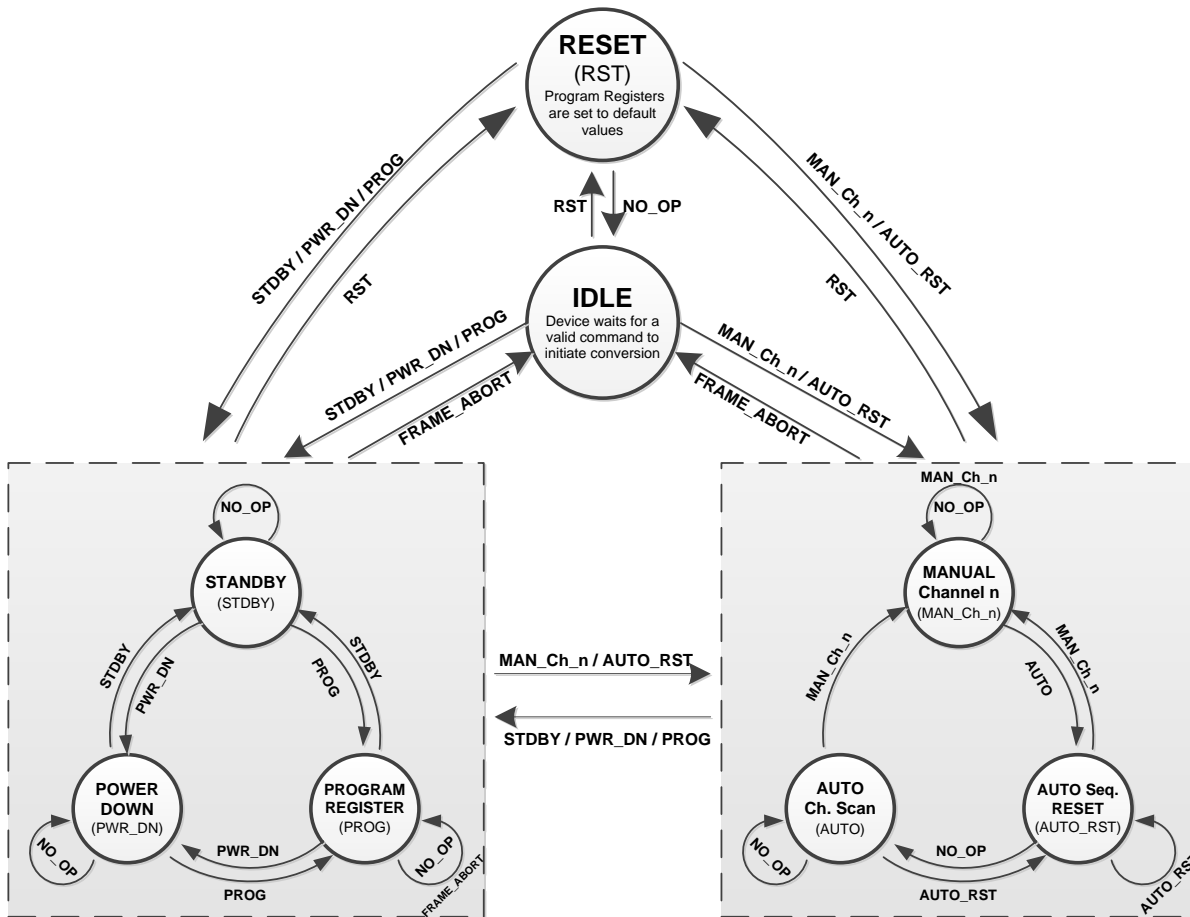 RESET
(RST)
Program Registers
are set to default
values
STDBY / PWR_DN / PROG
RST
RST
NO_OP
MAN_Ch_n / AUTO_RST
RST
IDLE
Device waits for a
valid command to
initiate conversion
STDBY / PWR_DN / PROG
FRAME_ABORT
MAN_Ch_n / AUTO_RST
FRAME_ABORT
NO_OP
STANDBY
(STDBY)
STDBY
PWR_DN
PROG
STDBY
POWER
DOWN
(PWR_DN)
PROGRAM
REGISTER
(PROG)
NO_OP
PWR_DN
PROG
NO_OP
FRAME_ABORT
MAN_Ch_n / AUTO_RST
STDBY / PWR_DN / PROG
MAN_Ch_n
NO_OP
MANUAL
Channel n
(MAN_Ch_n)
MAN_Ch_n
AUTO
MAN_Ch_n
AUTO
Ch. Scan
(AUTO)
AUTO Seq.
RESET
(AUTO_RST)
NO_OP
NO_OP
AUTO_RST
AUTO_RST